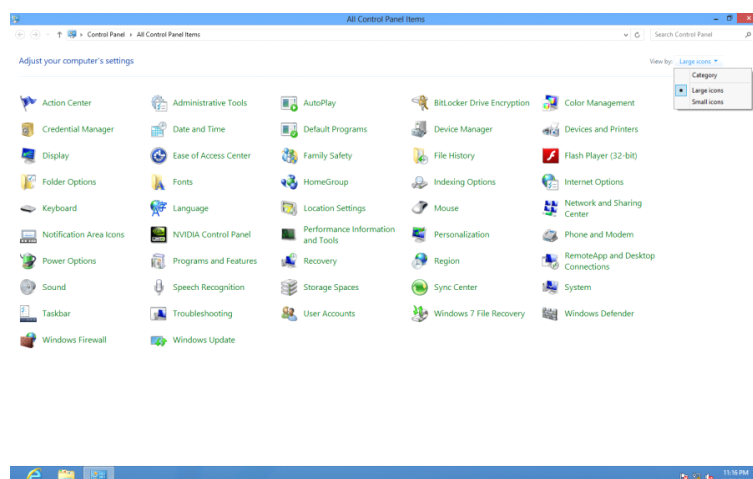 All Control Panel Items
Control Panel All Control Panel Items
Search Control Panel
Adjust your computer's settings
View by: Large icons
Category
Large icons
Small icons
Action Center
Administrative Tools
AutoPlay
BitLocker Drive Encryption
Color Management
Credential Manager
Date and Time
Default Programs
Device Manager
Devices and Printers
Display
Ease of Access Center
Family Safety
File History
Flash Player (32-bit)
Folder Options
Fonts
HomeGroup
Indexing Options
Internet Options
Keyboard
Language
Location Settings
Mouse
Network and Sharing
Center
Notification Area Icons
NVIDIA Control Panel
Performance Information
and Tools
Personalization
Phone and Modem
Power Options
Programs and Features
Recovery
Region
RemoteApp and Desktop
Connections
Sound
Speech Recognition
Storage Spaces
Sync Center
System
Taskbar
Troubleshooting
User Accounts
Windows 7 File Recovery
Windows Defender
Windows Firewall
Windows Update
11:16 PM